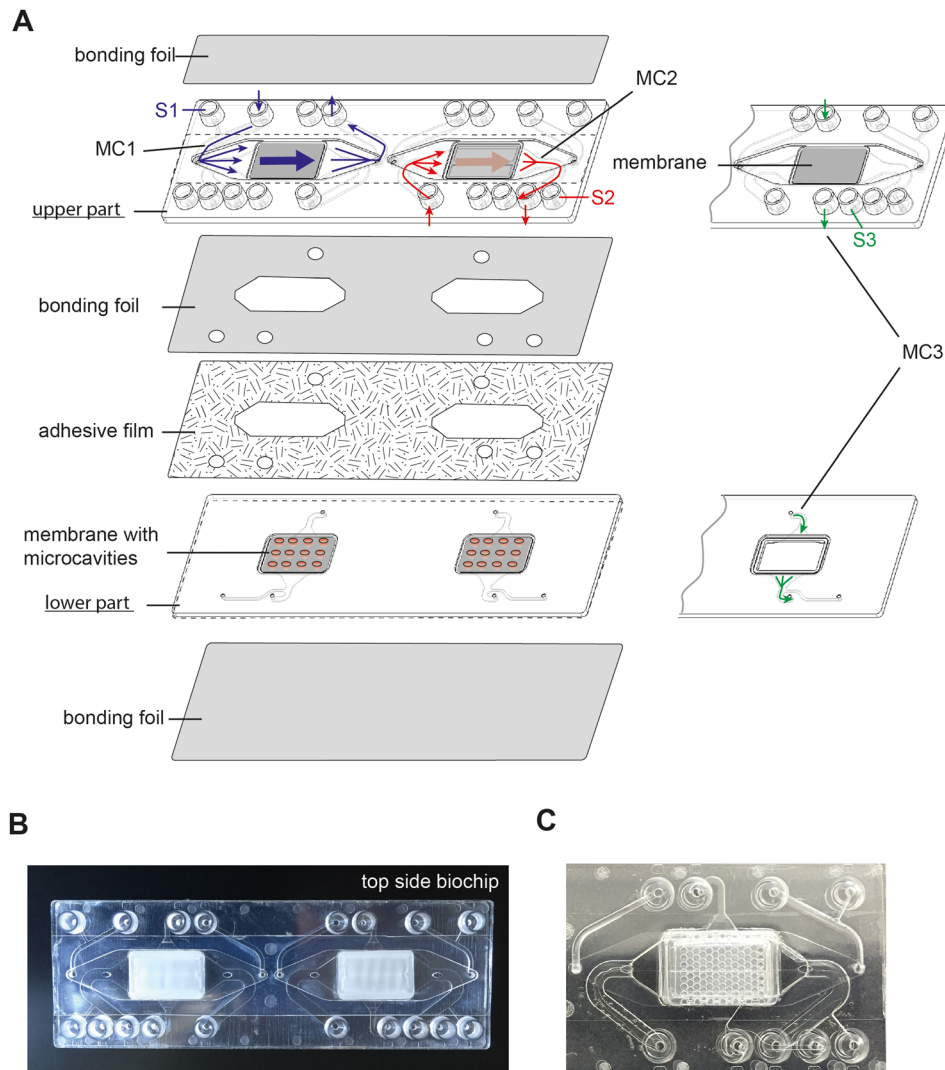 A
bonding foil
S1
MC2
MC1
membrane
S2
upper part
S3
bonding foil
MC3
adhesive film
membrane with
microcavities
lower part
bonding foil
B
C
top side biochip